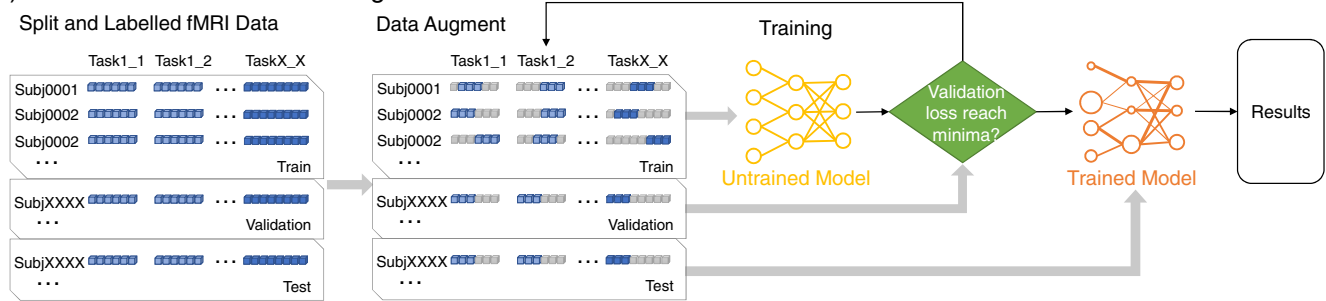 )
Split and Labelled fMRI Data
Task1_1 Task1_2 TaskX_X
Subj0001 ...
Subj0002 ...
Subj0002 ...
...
Train
SubjXXXX ...
... Validation
SubjXXXX ...
... Test
Data Augment
Task1_1 Task1_2 TaskX_X
Subj0001 ...
Subj0002 ...
Subj0002 ...
...
Train
SubjXXXX ...
... Validation
SubjXXXX ...
... Test
Training
Untrained Model
Validation
loss reach
minima?
Trained Model
Results